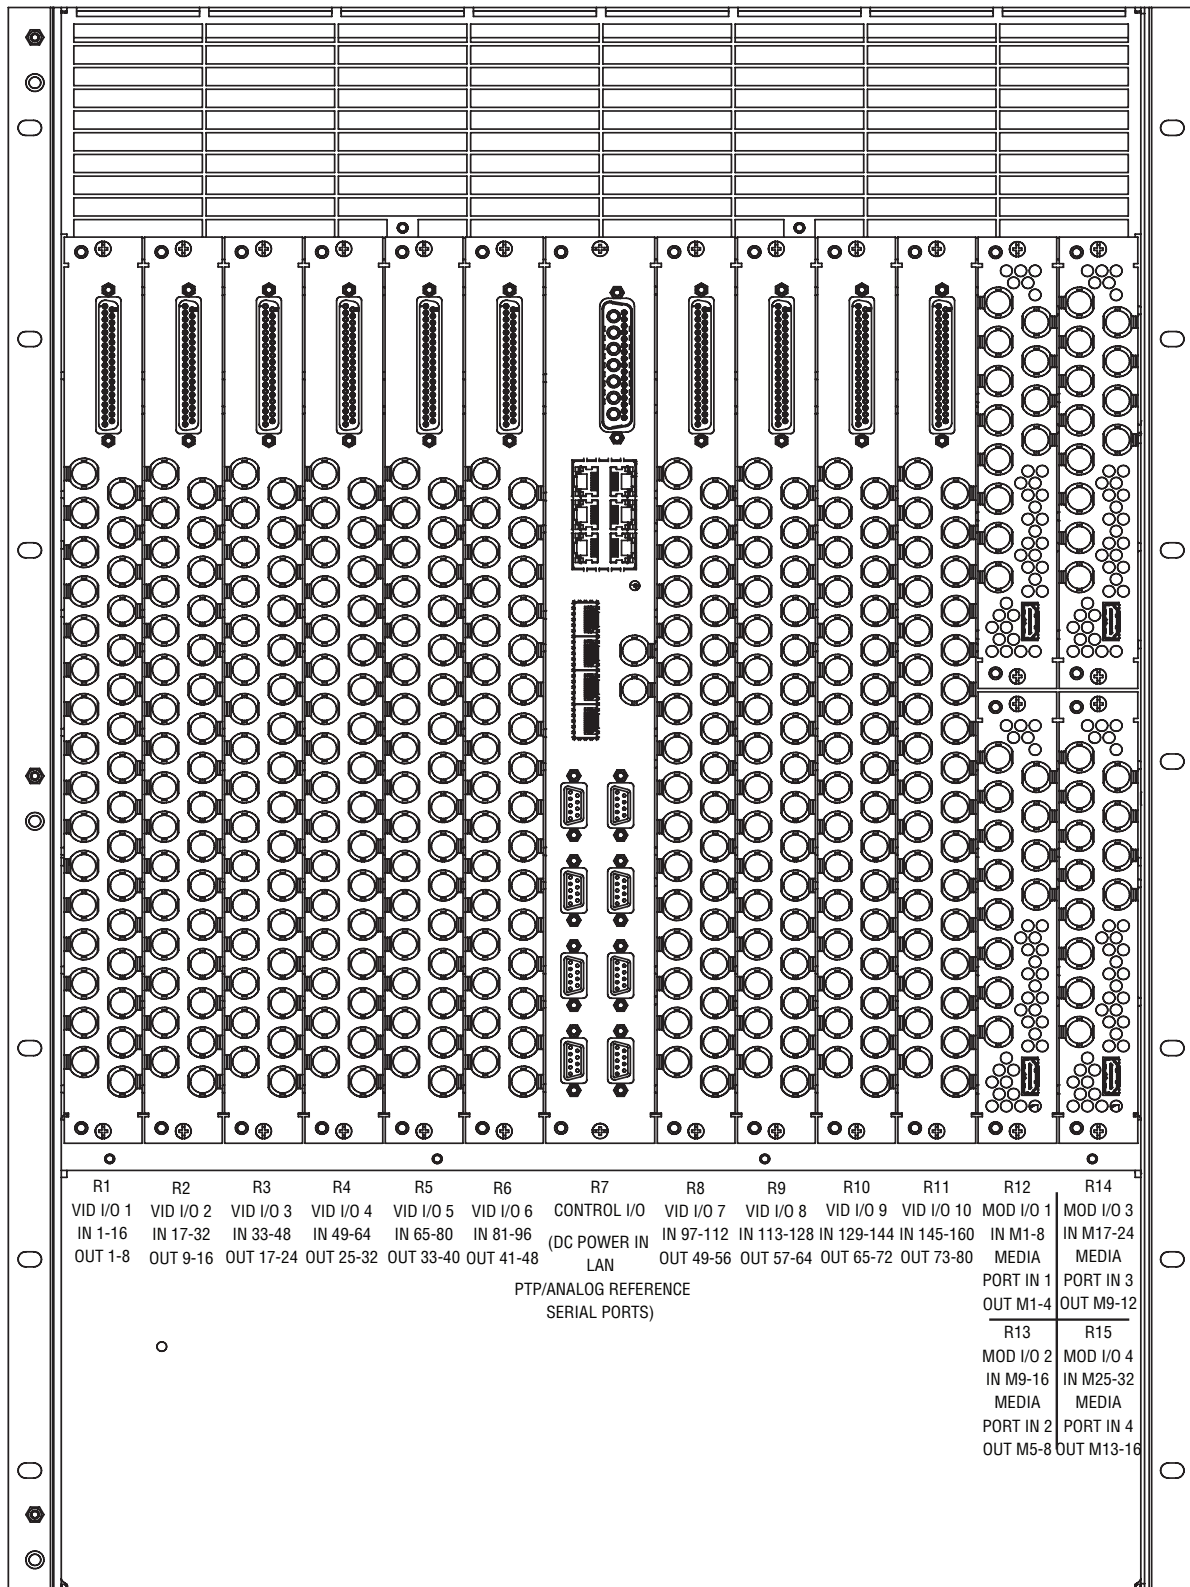 R1
VID I/O 1
IN 1-16
OUT 1-8
R2
VID I/O 2
IN 17-32
OUT 9-16
R3
VID I/O 3
IN 33-48
OUT 17-24
R4
VID I/O 4
IN 49-64
OUT 25-32
R5
VID I/O 5
IN 65-80
OUT 33-40
R6
VID I/O 6
IN 81-96
OUT 41-48
R7
CONTROL I/O
(DC POWER IN
LAN
PTP/ANALOG REFERENCE
SERIAL PORTS)
R8
VID I/O 7
IN 97-112
OUT 49-56
R9
VID I/O 8
IN 113-128
OUT 57-64
R10
VID I/O 9
IN 129-144
OUT 65-72
R11
VID I/O 10
IN 145-160
OUT 73-80
R12
MOD I/O 1
IN M1-8
MEDIA
PORT IN 1
OUT M1-4
R14
MOD I/O 3
IN M17-24
MEDIA
PORT IN 3
OUT M9-12
R13
MOD I/O 2
IN M9-16
MEDIA
PORT IN 2
OUT M5-8
R15
MOD I/O 4
IN M25-32
MEDIA
PORT IN 4
OUT M13-16